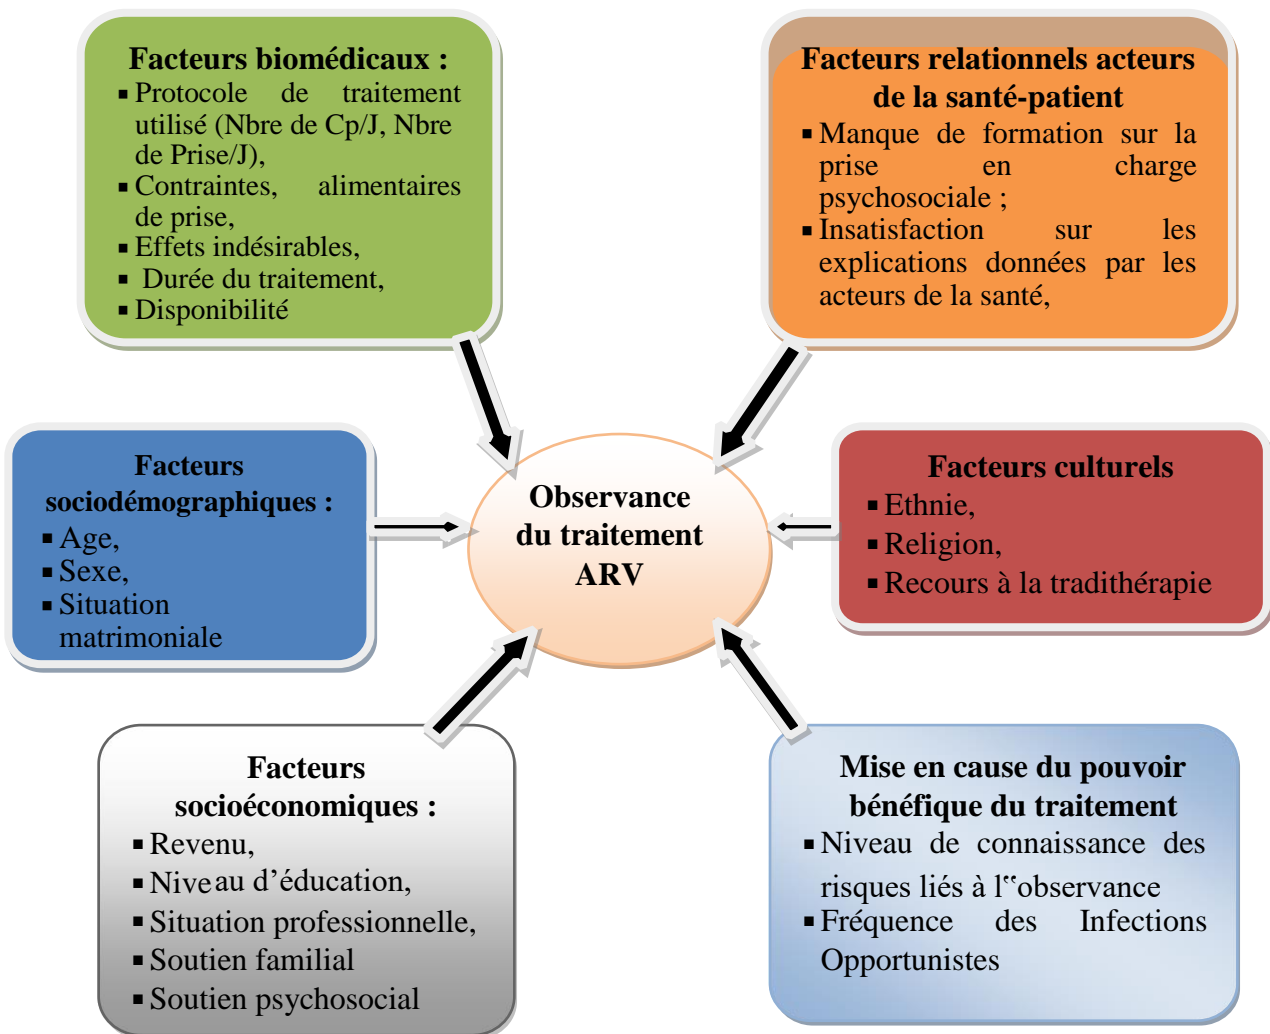 Facteurs biomédicaux :
▪ Protocole de traitement
utilisé (Nbre de Cp/J, Nbre
de Prise/J),
▪ Contraintes, alimentaires
de prise,
▪ Effets indésirables,
▪ Durée du traitement,
▪ Disponibilité
Facteurs relationnels acteurs
de la santé-patient
▪ Manque de formation sur la
prise en charge
psychosociale ;
▪ Insatisfaction sur les
explications données par les
acteurs de la santé,
Facteurs
sociodémographiques :
▪ Age,
▪ Sexe,
▪ Situation
matrimoniale
Observance
du traitement
ARV
Facteurs culturels
▪ Ethnie,
▪ Religion,
▪ Recours à la tradithérapie
Facteurs
socioéconomiques :
▪ Revenu,
▪ Niveau d’éducation,
▪ Situation professionnelle,
▪ Soutien familial
▪ Soutien psychosocial
Mise en cause du pouvoir
bénéfique du traitement
▪ Niveau de connaissance des
risques liés à l‟observance
▪ Fréquence des Infections
Opportunistes